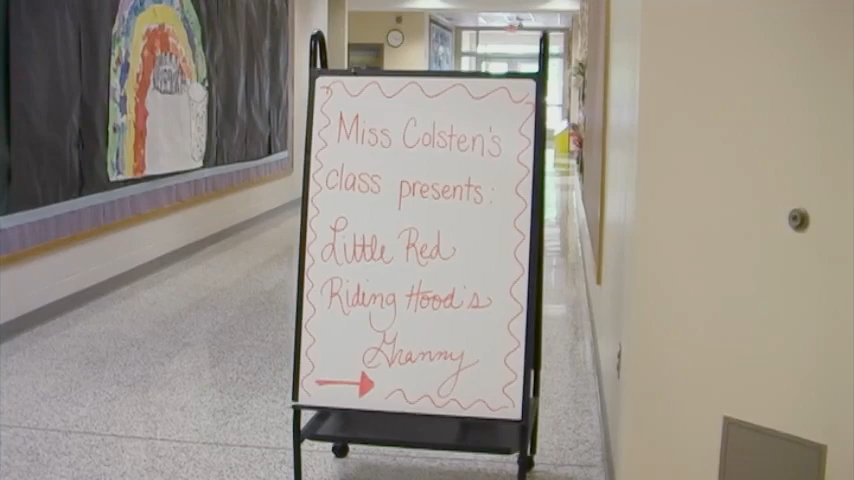 Miss Colsten's
class presents:
Little Red
Riding Hood's
Granny